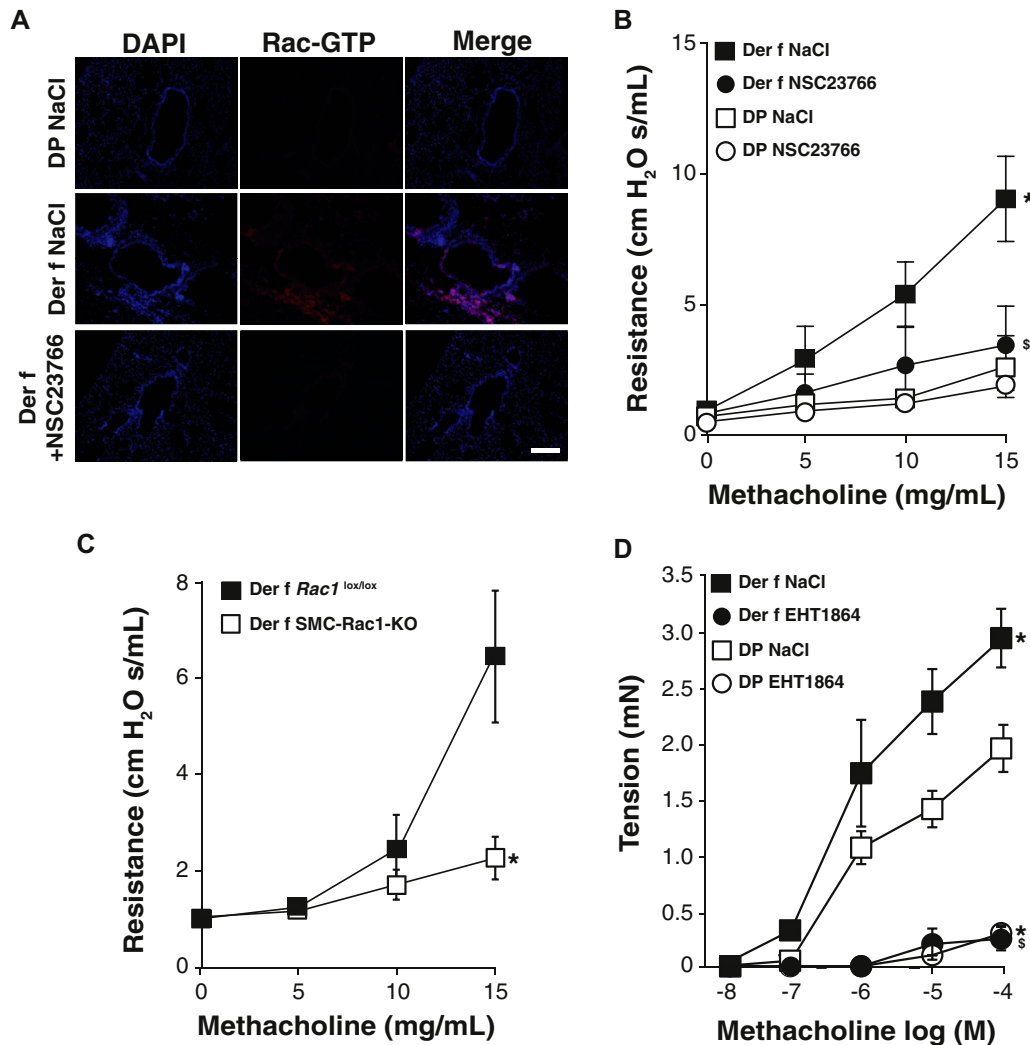 A
DAPI Rac-GTP Merge
DP NaCl
Der f NaCl
Der f
+NSC23766
B
Resistance (cm H2O s/mL)
15
10
5
0
Der f NaCl
Der f NSC23766
DP NaCl
DP NSC23766
*
$
0 5 10 15
Methacholine (mg/mL)
C
Resistance (cm H2O s/mL)
8
6
4
2
0
Der f Rac1 lox/lox
Der f SMC-Rac1-KO
*
0 5 10 15
Methacholine (mg/mL)
D
Tension (mN)
3.5
3.0
2.5
2.0
1.5
1.0
0.5
0
Der f NaCl
Der f EHT1864
DP NaCl
DP EHT1864
*
*
$
-8 -7 -6 -5 -4
Methacholine log (M)